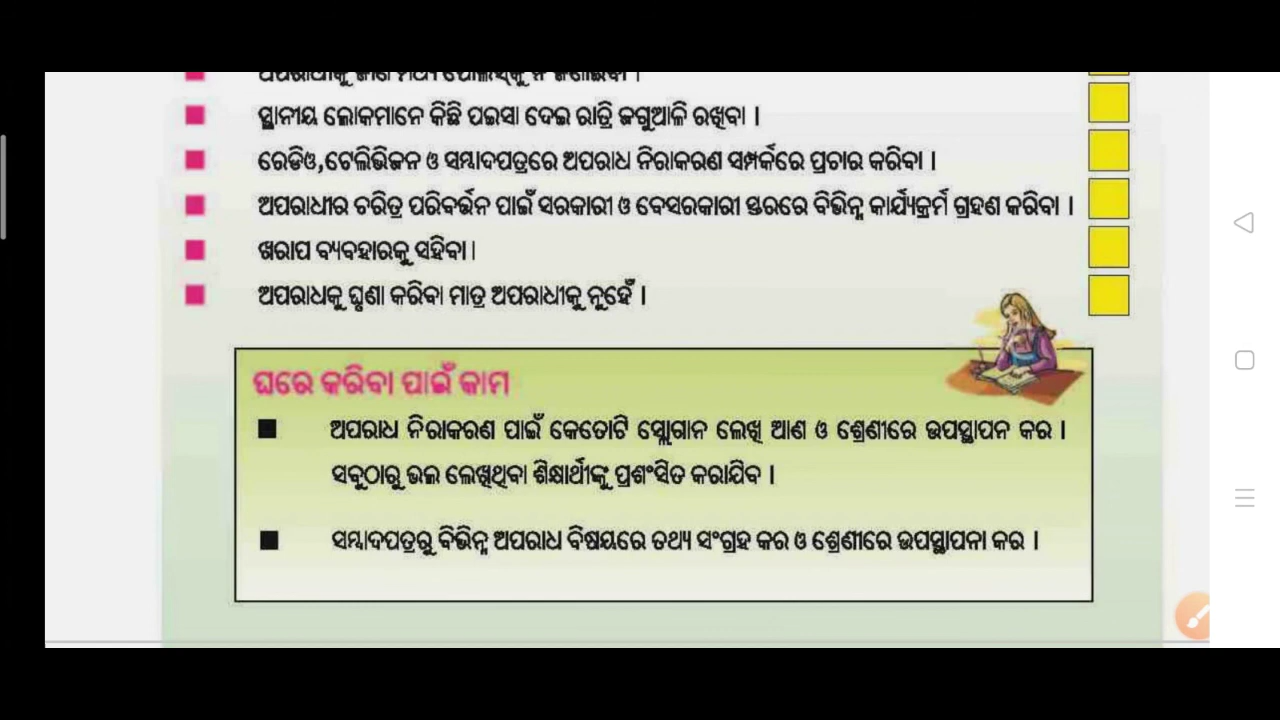 ସ୍ଥାନୀୟ ଲୋକମାନେ କିଛି ପଇସା ଦେଇ ରାତ୍ରି ଜଗୁଆଳି ରଖିବା ।
ରେଡିଓ,ଟେଲିଭିଜନ ଓ ସମ୍ବାଦପତ୍ରରେ ଅପରାଧ ନିରାକରଣ ସମ୍ପର୍କରେ ପ୍ରଚାର କରିବା ।
ଅପରାଧୀର ଚରିତ୍ର ପରିବର୍ତ୍ତନ ପାଇଁ ସରକାରୀ ଓ ବେସରକାରୀ ସ୍ତରରେ ବିଭିନ୍ନ କାର୍ଯ୍ୟକ୍ରର୍ମ ଗ୍ରହଣ କରିବା ।
ଖରାପ ବ୍ୟବହାରକୁ ସହିବା ।
ଅପରାଧକୁ ଘୃଣା କରିବା ମାତ୍ର ଅପରାଧୀକୁ ନୁହେଁ ।
ଘରେ କରିବା ପାଇଁ କାମ
ଅପରାଧ ନିରାକରଣ ପାଇଁ କେତୋଟି ସ୍ଲୋଗାନ ଲେଖି ଆଣ ଓ ଶ୍ରେଣୀରେ ଉପସ୍ଥାପନ କର ।
ସବୁଠାରୁ ଭଲ ଲେଖିଥିବା ଶିକ୍ଷାର୍ଥୀଙ୍କୁ ପ୍ରଶଂସିତ କରାଯିବ ।
ସମ୍ବାଦପତ୍ରରୁ ବିଭିନ୍ନ ଅପରାଧ ବିଷୟରେ ତଥ୍ୟ ସଂଗ୍ରହ କର ଓ ଶ୍ରେଣୀରେ ଉପସ୍ଥାପନା କର ।